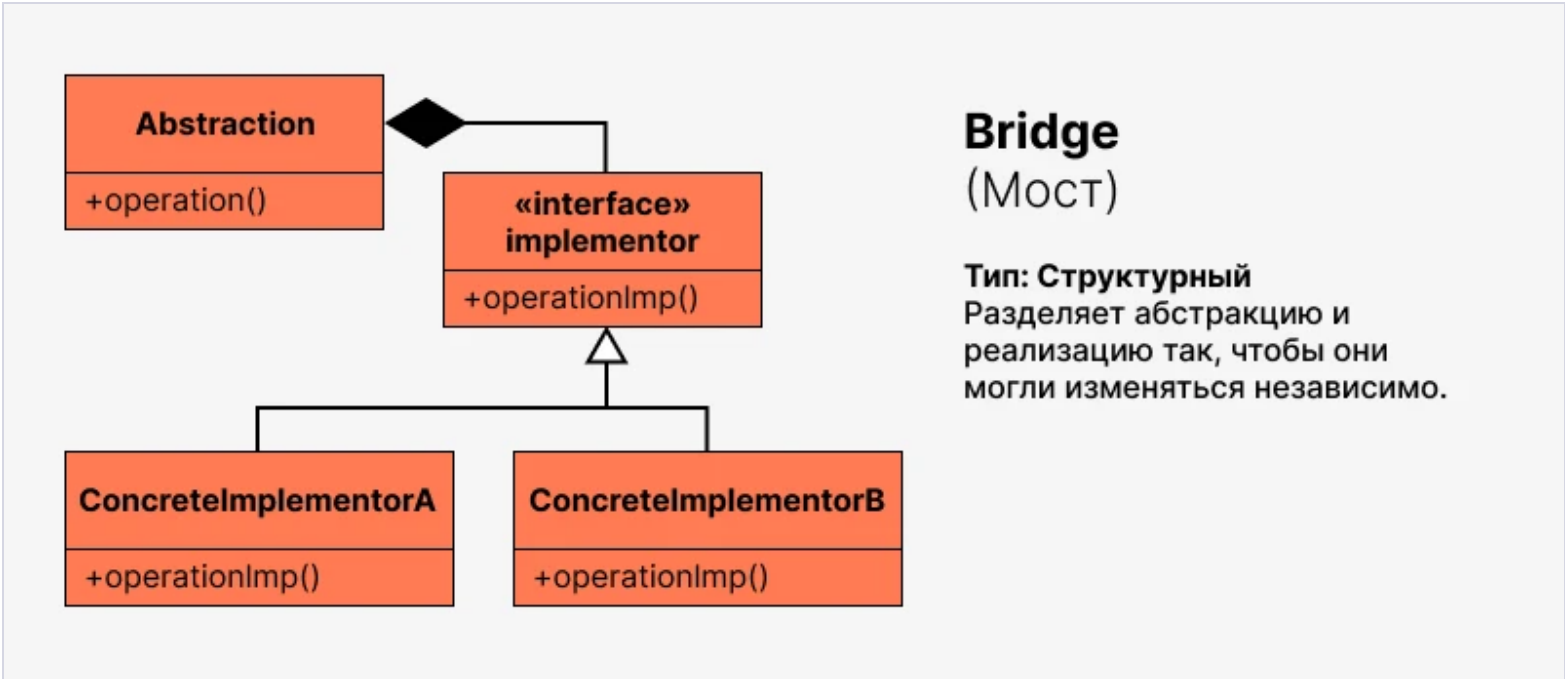 Abstraction
+operation()
«interface»
implementor
+operationImp()
ConcreteImplementorA
+operationImp()
ConcreteImplementorB
+operationImp()
Bridge
(Мост)
Тип: Структурный
Разделяет абстракцию и
реализацию так, чтобы они
могли изменяться независимо.